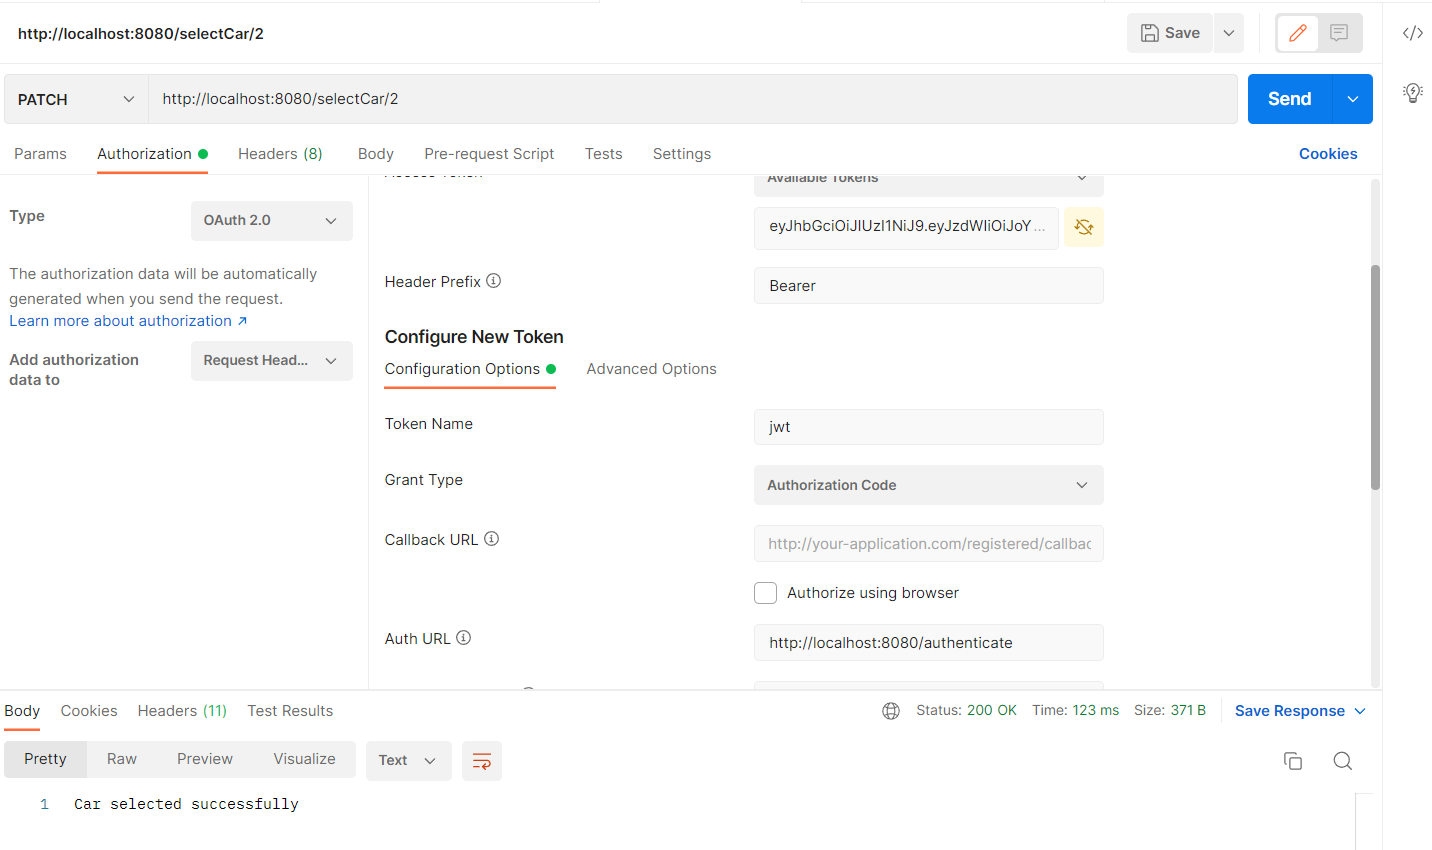 http://localhost:8080/selectCar/2
Save
PATCH
http://localhost:8080/selectCar/2
Send
Params
Authorization
Headers (8)
Body
Pre-request Script
Tests
Settings
Cookies
Available Tokens
Type
OAuth 2.0
The authorization data will be automatically
generated when you send the request.
Learn more about authorization ↗
Add authorization
data to
Request Head...
Header Prefix
Bearer
Configure New Token
Configuration Options
Advanced Options
Token Name
jwt
Grant Type
Authorization Code
Callback URL
http://your-application.com/registered/callbac
Authorize using browser
Auth URL
http://localhost:8080/authenticate
Body
Cookies
Headers (11)
Test Results
Status: 200 OK
Time: 123 ms
Size: 371 B
Save Response
Pretty
Raw
Preview
Visualize
Text
1 Car selected successfully